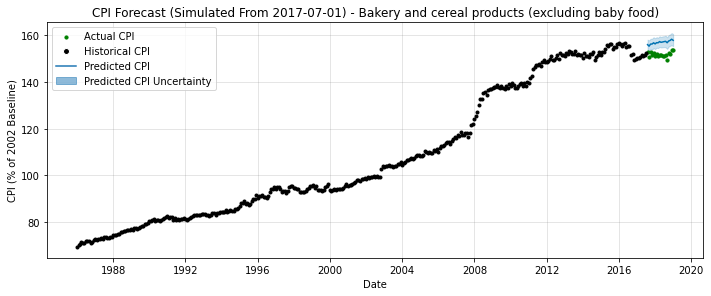 CPI Forecast (Simulated From 2017-07-01) - Bakery and cereal products (excluding baby food)
Actual CPI
Historical CPI
Predicted CPI
Predicted CPI Uncertainty
CPI (% of 2002 Baseline)
160
140
120
100
80
1988 1992 1996 2000 2004 2008 2012 2016 2020
Date